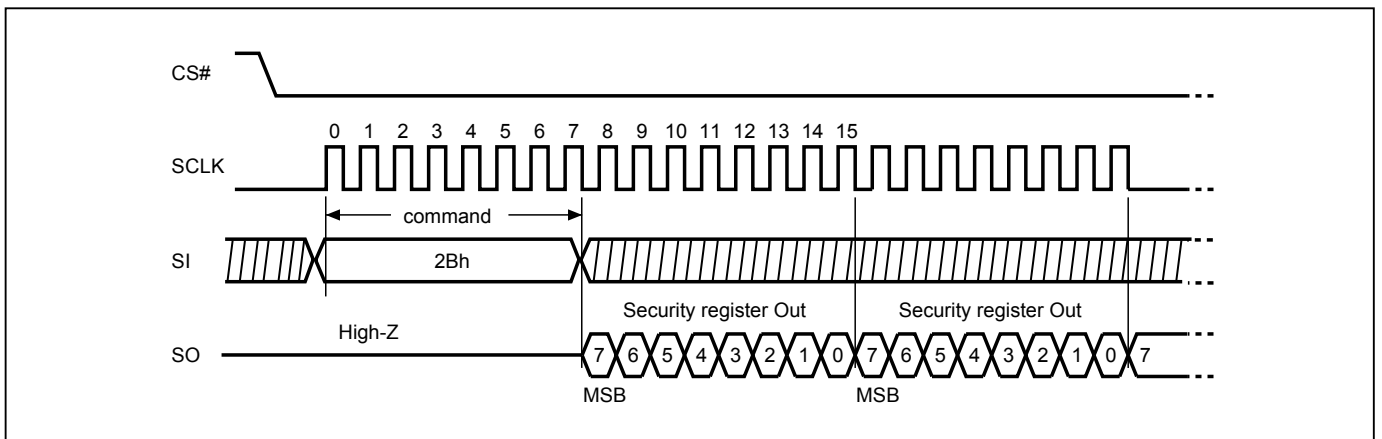 CS#
0 1 2 3 4 5 6 7 8 9 10 11 12 13 14 15
SCLK
command
SI
2Bh
Security register Out Security register Out
High-Z
SO
7 6 5 4 3 2 1 0 7 6 5 4 3 2 1 0 7
MSB MSB